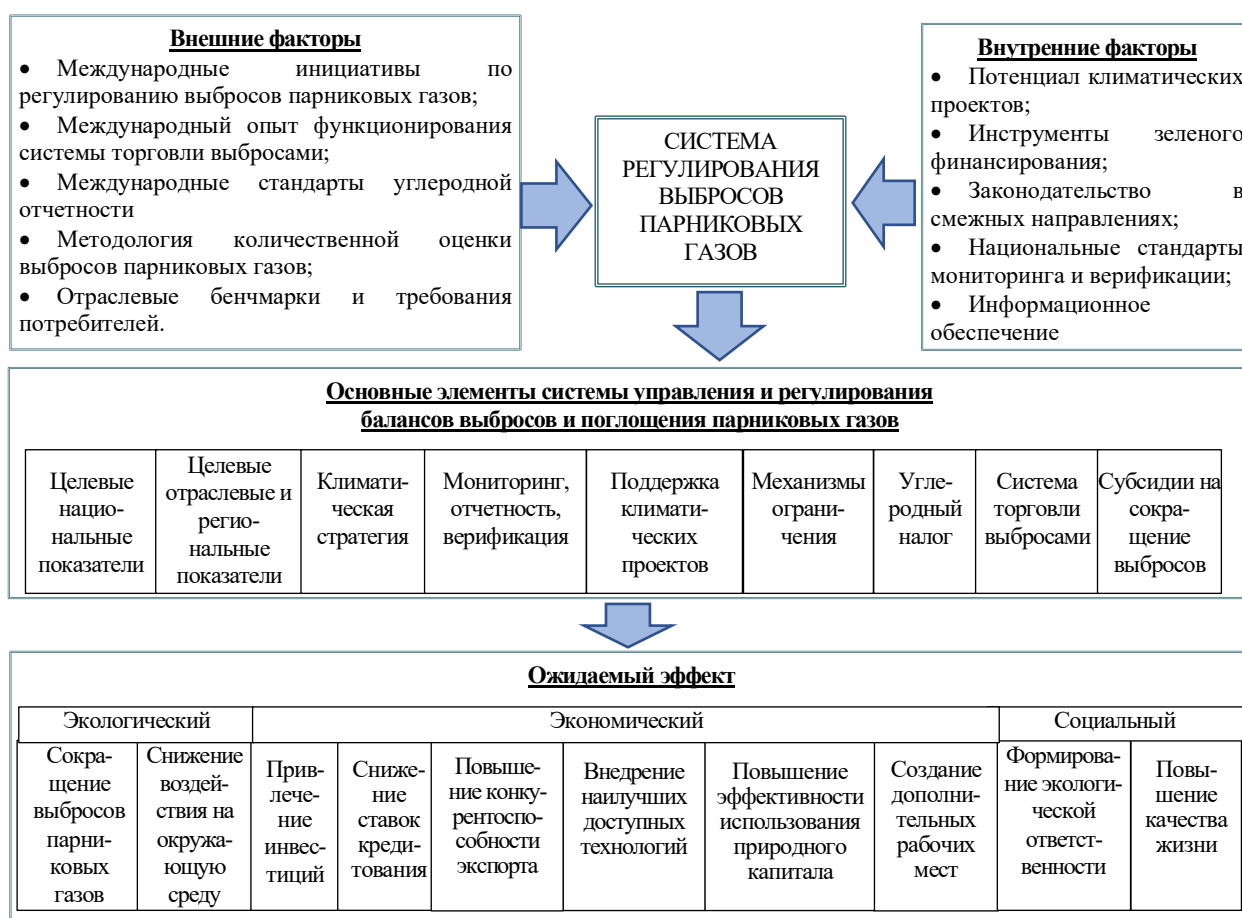 Внешние факторы
• Международные инициативы по
регулированию выбросов парниковых газов;
• Международный опыт функционирования
системы торговли выбросами;
• Международные стандарты углеродной
отчетности
• Методология количественной оценки
выбросов парниковых газов;
• Отраслевые бенчмарки и требования
потребителей.
СИСТЕМА
РЕГУЛИРОВАНИЯ
ВЫБРОСОВ
ПАРНИКОВЫХ
ГАЗОВ
Внутренние факторы
• Потенциал климатических
проектов;
• Инструменты зеленого
финансирования;
• Законодательство в
смежных направлениях;
• Национальные стандарты
мониторинга и верификации;
• Информационное
обеспечение
Основные элементы системы управления и регулирования
балансов выбросов и поглощения парниковых газов
Целевые
нацио-
нальные
показатели
Целевые
отраслевые и
регио-
нальные
показатели
Климати-
ческая
стратегия
Мониторинг,
отчетность,
верификация
Поддержка
климати-
ческих
проектов
Механизмы
ограни-
чения
Угле-
родный
налог
Система
торговли
выбросами
Субсидии на
сокра-
щение
выбросов
Ожидаемый эффект
Экологический
Экономический
Социальный
Сокра-
щение
выбросов
парни-
ковых
газов
Снижение
воздей-
ствия на
окружа-
ющую
среду
Прив-
лече-
ние
инвес-
тиций
Сниже-
ние
ставок
креди-
тования
Повыше-
ние конку-
рентоспо-
собности
экспорта
Внедрение
наилучших
доступных
технологий
Повышение
эффективности
использования
природного
капитала
Создание
дополни-
тельных
рабочих
мест
Формирова-
ние экологи-
ческой
ответст-
венности
Повы-
шение
качества
жизни